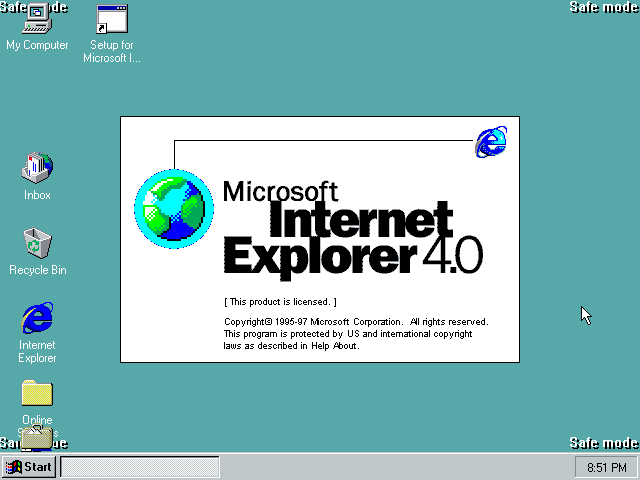 Safe mode
Safe mode
My Computer
Setup for
Microsoft I...
Inbox
Recycle Bin
Internet
Explorer
Online
Microsoft
Internet
Explorer 4.0
[ This product is licensed. ]
Copyright© 1995-97 Microsoft Corporation. All rights reserved.
This program is protected by US and international copyright
laws as described in Help About.
Safe mode
Safe mode
Start
8:51 PM